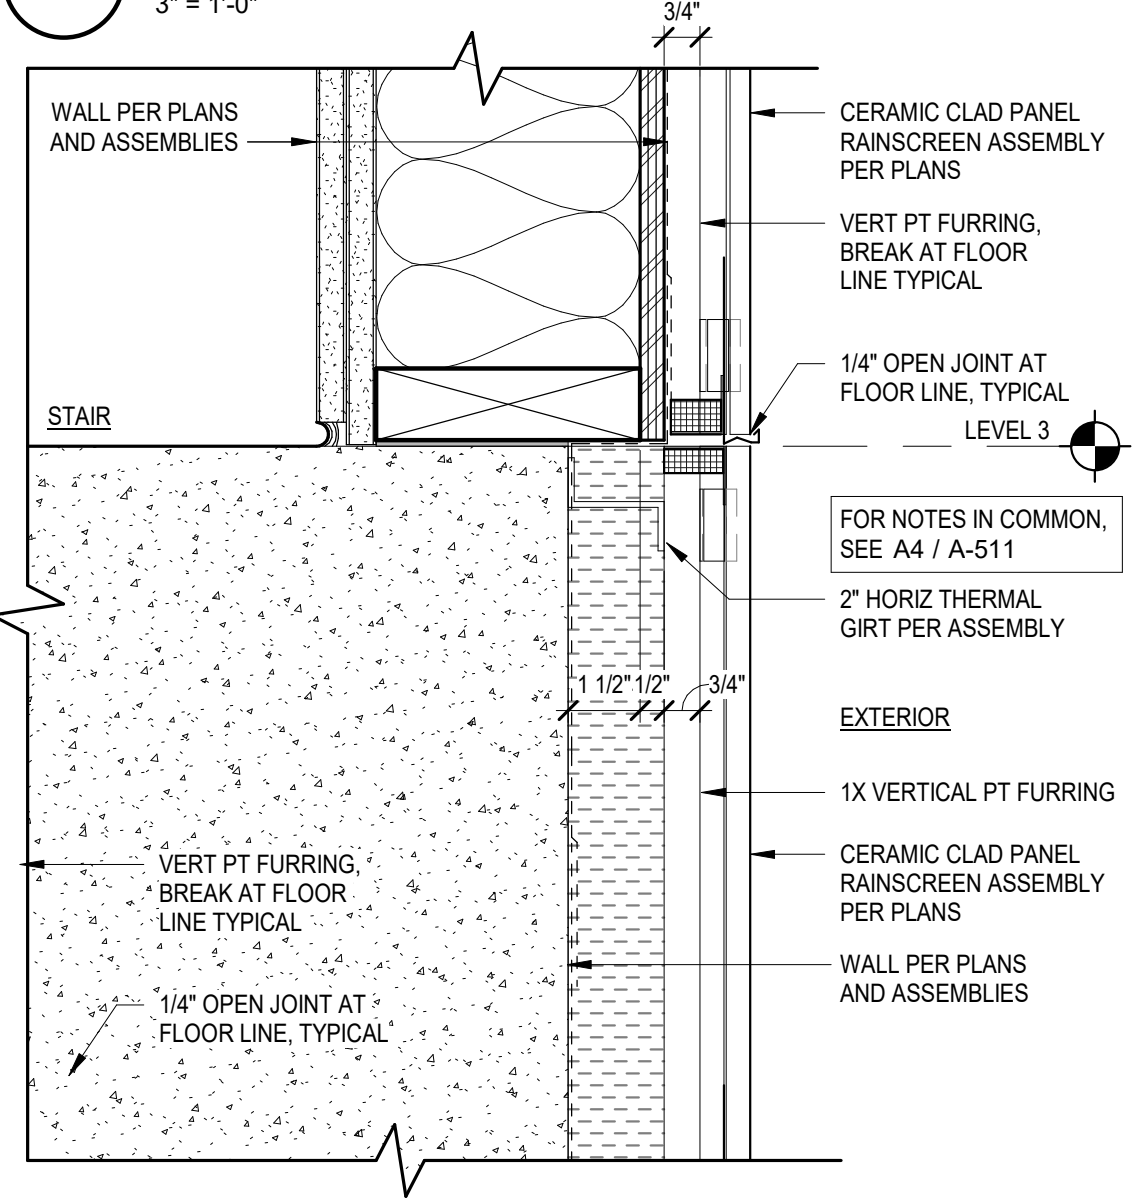 3" = 1'-0"
3/4"
WALL PER PLANS
AND ASSEMBLIES
CERAMIC CLAD PANEL
RAINSCREEN ASSEMBLY
PER PLANS
VERT PT FURRING,
BREAK AT FLOOR
LINE TYPICAL
1/4" OPEN JOINT AT
FLOOR LINE, TYPICAL
STAIR
LEVEL 3
FOR NOTES IN COMMON,
SEE A4 / A-511
2" HORIZ THERMAL
GIRT PER ASSEMBLY
1 1/2" 1/2" 3/4"
EXTERIOR
1X VERTICAL PT FURRING
CERAMIC CLAD PANEL
RAINSCREEN ASSEMBLY
PER PLANS
VERT PT FURRING,
BREAK AT FLOOR
LINE TYPICAL
WALL PER PLANS
AND ASSEMBLIES
1/4" OPEN JOINT AT
FLOOR LINE, TYPICAL